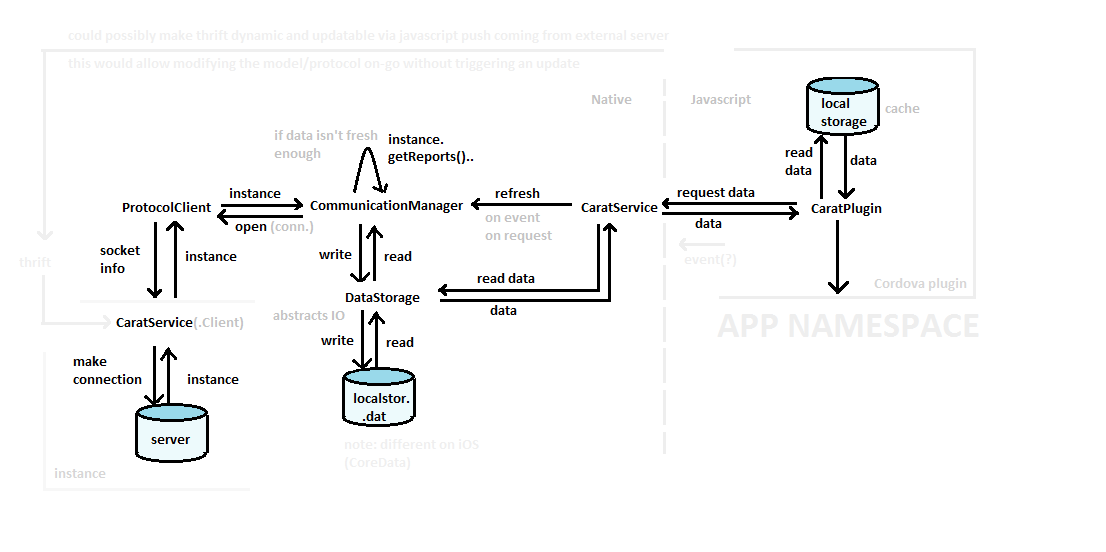 could possibly make thrift dynamic and updatable via javascript push coming from external server
this would allow modifying the model/protocol on-go without triggering an update
Native
Javascript
local
storage
cache
if data isn't fresh
enough
instance.
getReports()..
read
data
data
ProtocolClient
instance
open (conn.)
CommunicationManager
refresh
on event
on request
CaratService
request data
data
CaratPlugin
event(?)
socket
info
instance
write
read
thrift
read data
data
DataStorage
Cordova plugin
APP NAMESPACE
CaratService(.Client)
abstracts IO
write
read
make
connection
instance
localstor.
.dat
server
note: different on iOS
(CoreData)
instance